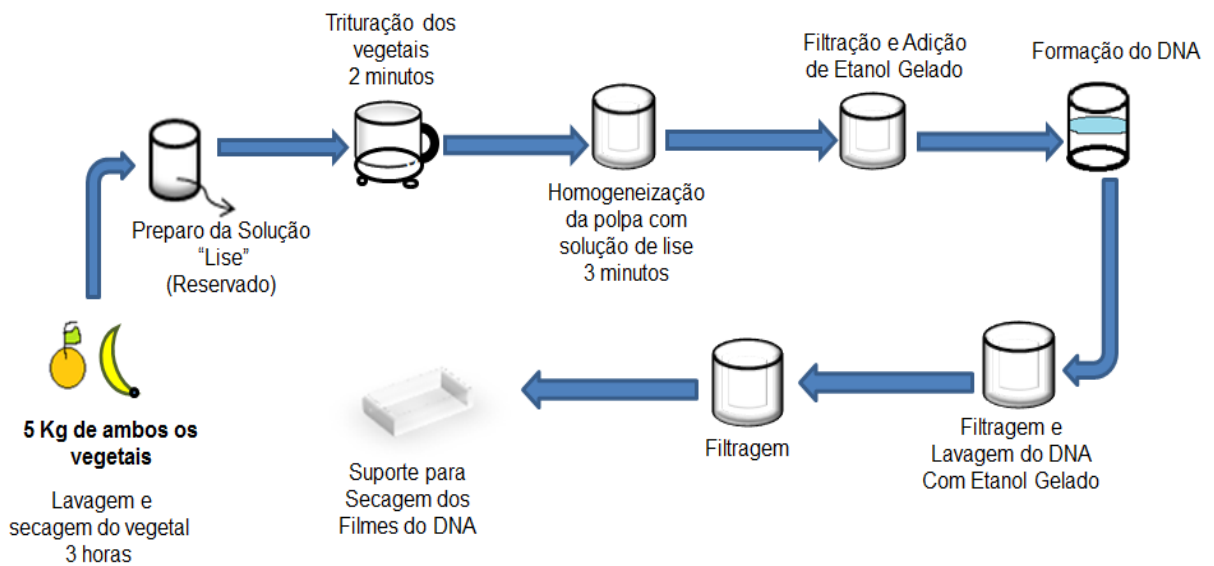 5 Kg de ambos os
vegetais
Lavagem e
secagem do vegetal
3 horas
Preparo da Solução
“Lise”
(Reservado)
Trituração dos
vegetais
2 minutos
Homogeneização
da polpa com
solução de lise
3 minutos
Filtração e Adição
de Etanol Gelado
Formação do DNA
Filtragem e
Lavagem do DNA
Com Etanol Gelado
Filtragem
Suporte para
Secagem dos
Filmes do DNA